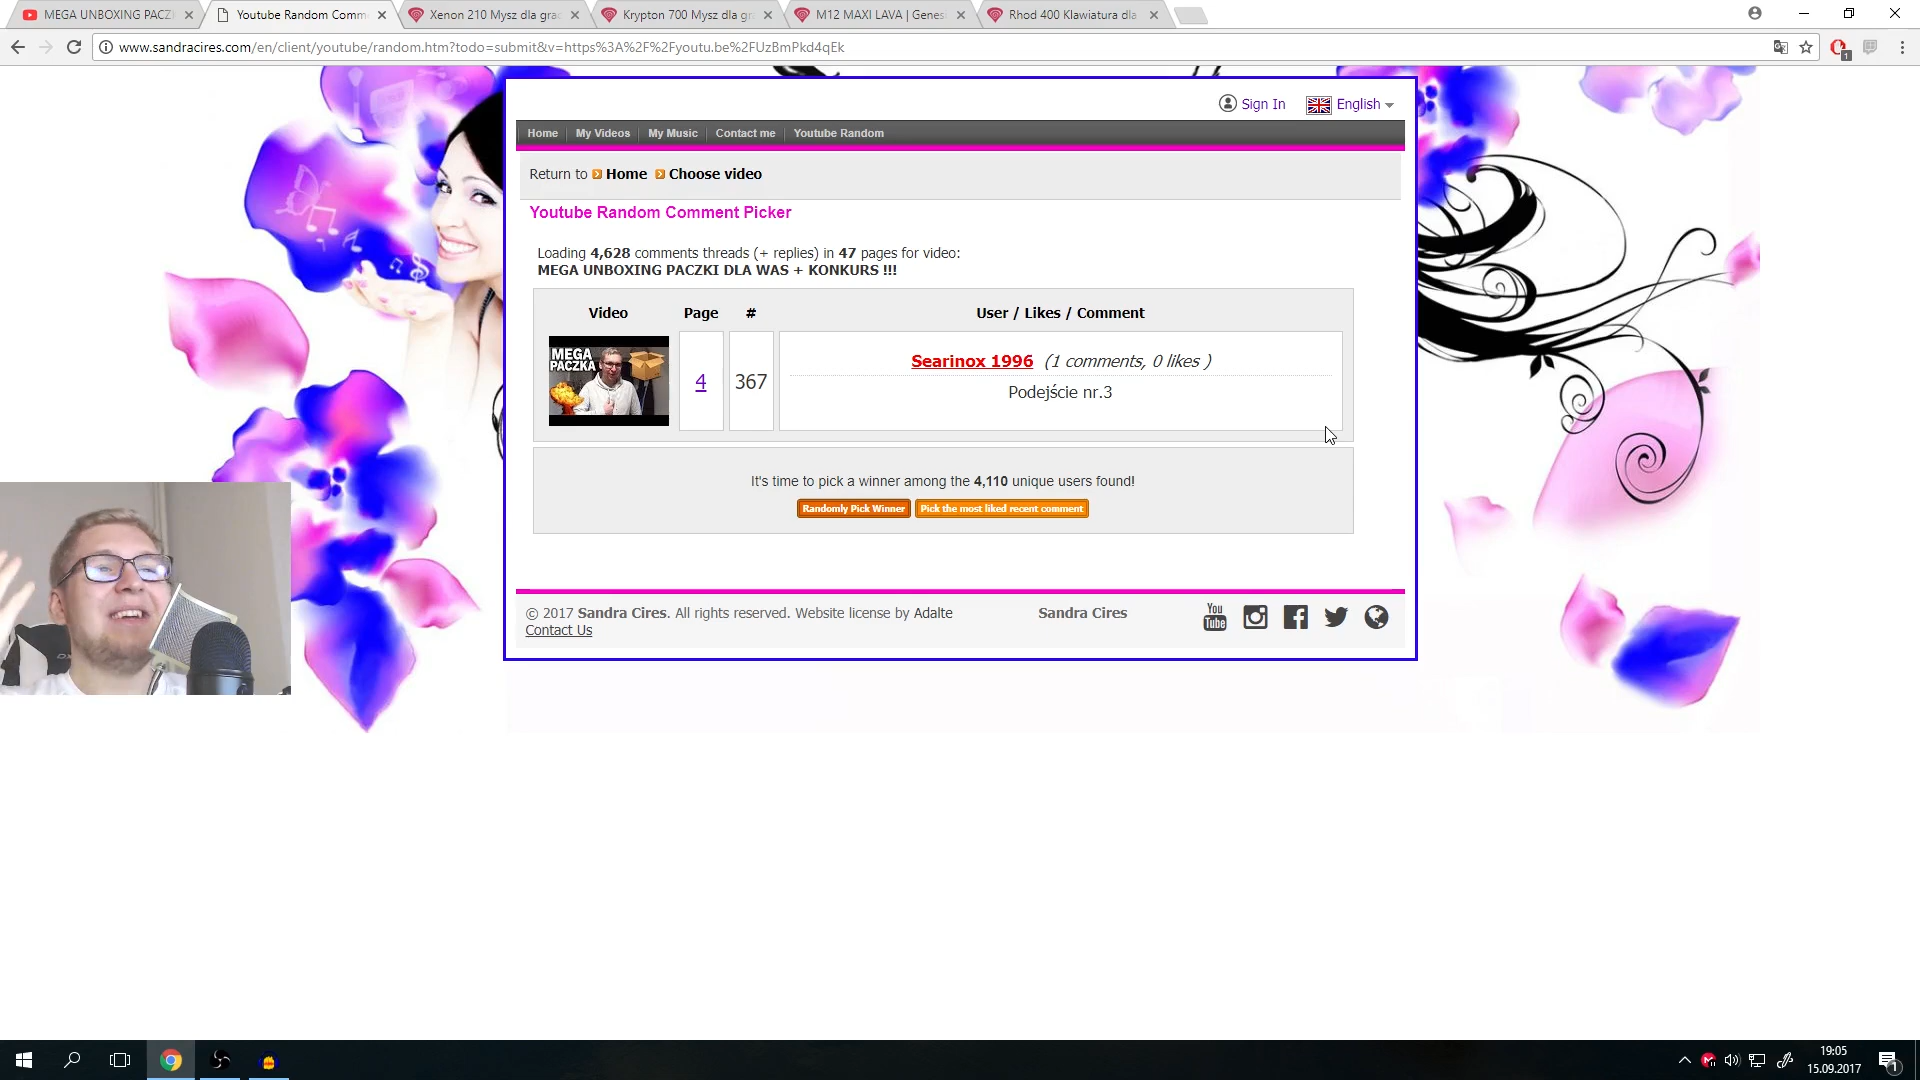 MEGA UNBOXING PACZ
Youtube Random Comm
Xenon 210 Mysz dla grac
Krypton 700 Mysz dla gr
M12 MAXI LAVA | Genesi
Rhod 400 Klawiatura dla
www.sandracires.com/en/client/youtube/random.htm?todo=submit&v=https%3A%2F%2Fyoutu.be%2FUzBmPkd4qEk
1
Sign In English
Home My Videos My Music Contact me Youtube Random
Return to Home Choose video
Youtube Random Comment Picker
Loading 4,628 comments threads (+ replies) in 47 pages for video:
MEGA UNBOXING PACZKI DLA WAS + KONKURS !!!
Video Page # User / Likes / Comment
MEGA
PACZKA
4 367
Searinox 1996 (1 comments, 0 likes )
Podejście nr.3
It's time to pick a winner among the 4,110 unique users found!
Randomly Pick Winner Pick the most liked recent comment
© 2017 Sandra Cires. All rights reserved. Website license by Adalte
Contact Us
Sandra Cires
You
Tube
19:05
15.09.2017
1